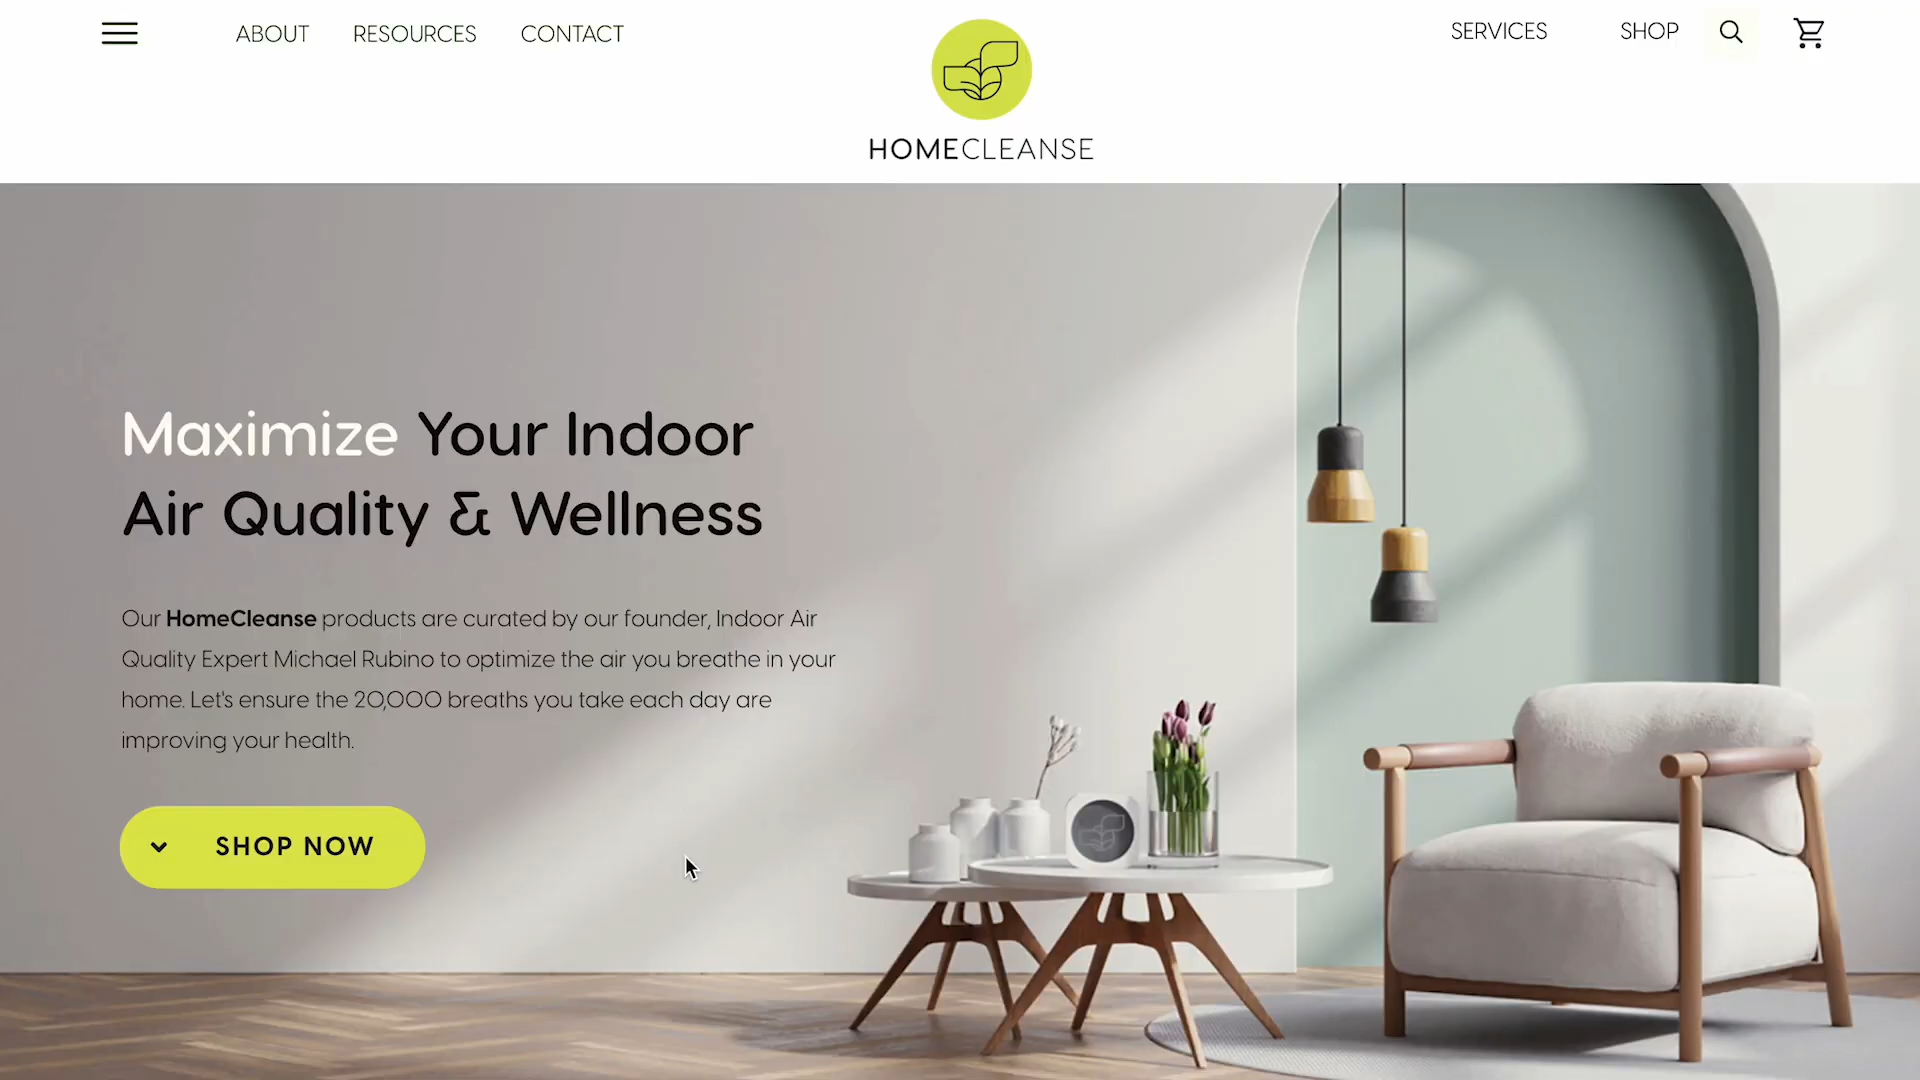 ABOUT
RESOURCES
CONTACT
SERVICES
SHOP
HOMECLEANSE
Maximize Your Indoor
Air Quality & Wellness
Our HomeCleanse products are curated by our founder, Indoor Air
Quality Expert Michael Rubino to optimize the air you breathe in your
home. Let's ensure the 20,000 breaths you take each day are
improving your health.
SHOP NOW